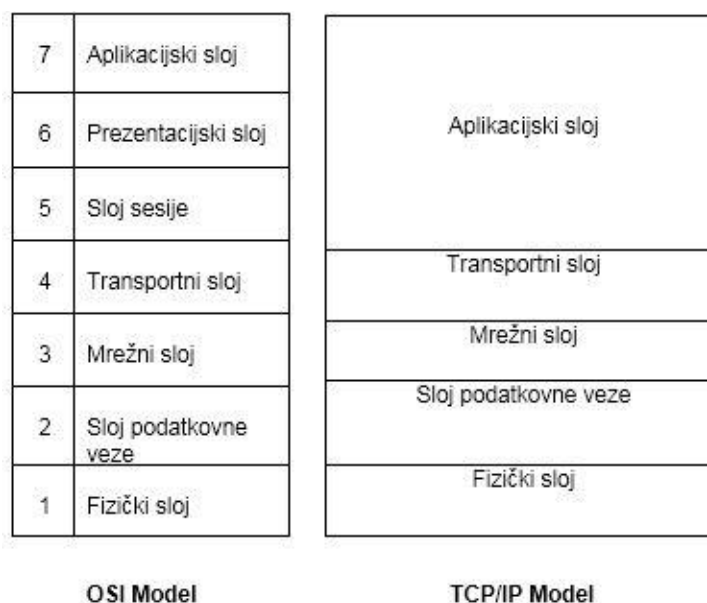 7 Aplikacijski sloj
6 Prezentacijski sloj
5 Sloj sesije
4 Transportni sloj
3 Mrežni sloj
2 Sloj podatkovne
veze
1 Fizički sloj
OSI Model
Aplikacijski sloj
Transportni sloj
Mrežni sloj
Sloj podatkovne veze
Fizički sloj
TCP/IP Model